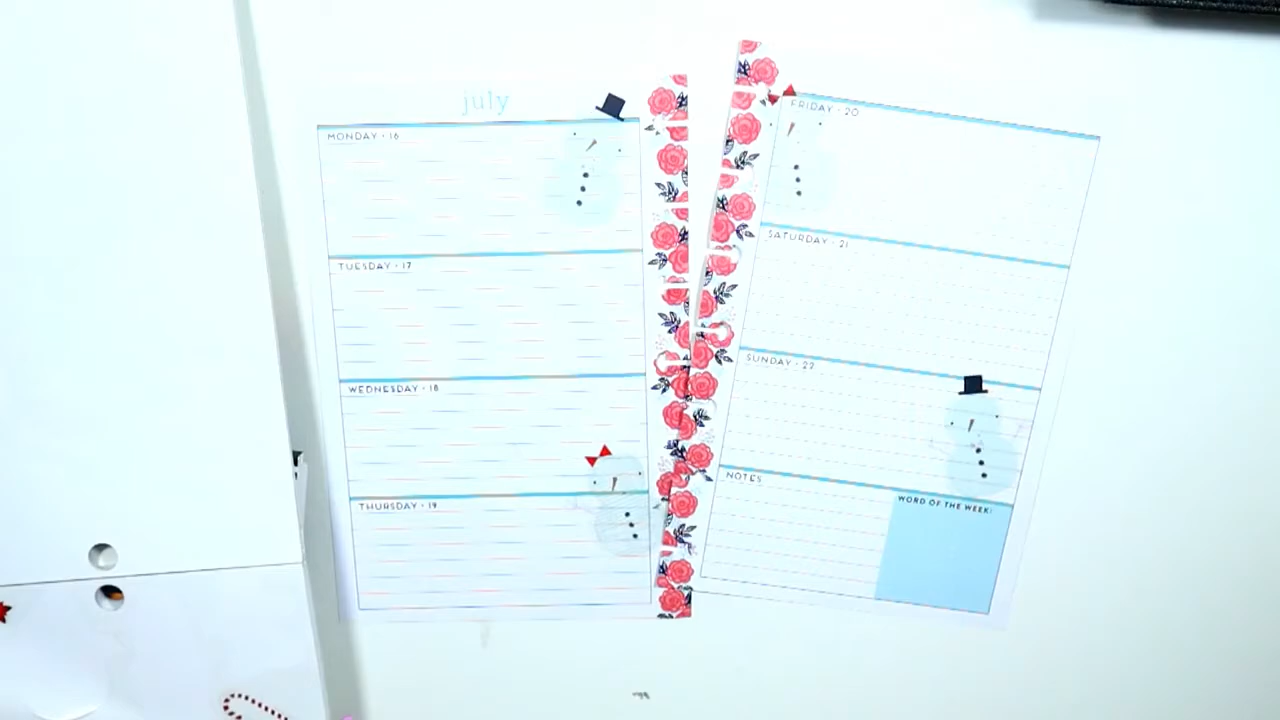 july
MONDAY · 16
TUESDAY · 17
WEDNESDAY · 18
THURSDAY · 19
FRIDAY · 20
SATURDAY · 21
SUNDAY · 22
NOTES
WORD OF THE WEEK!